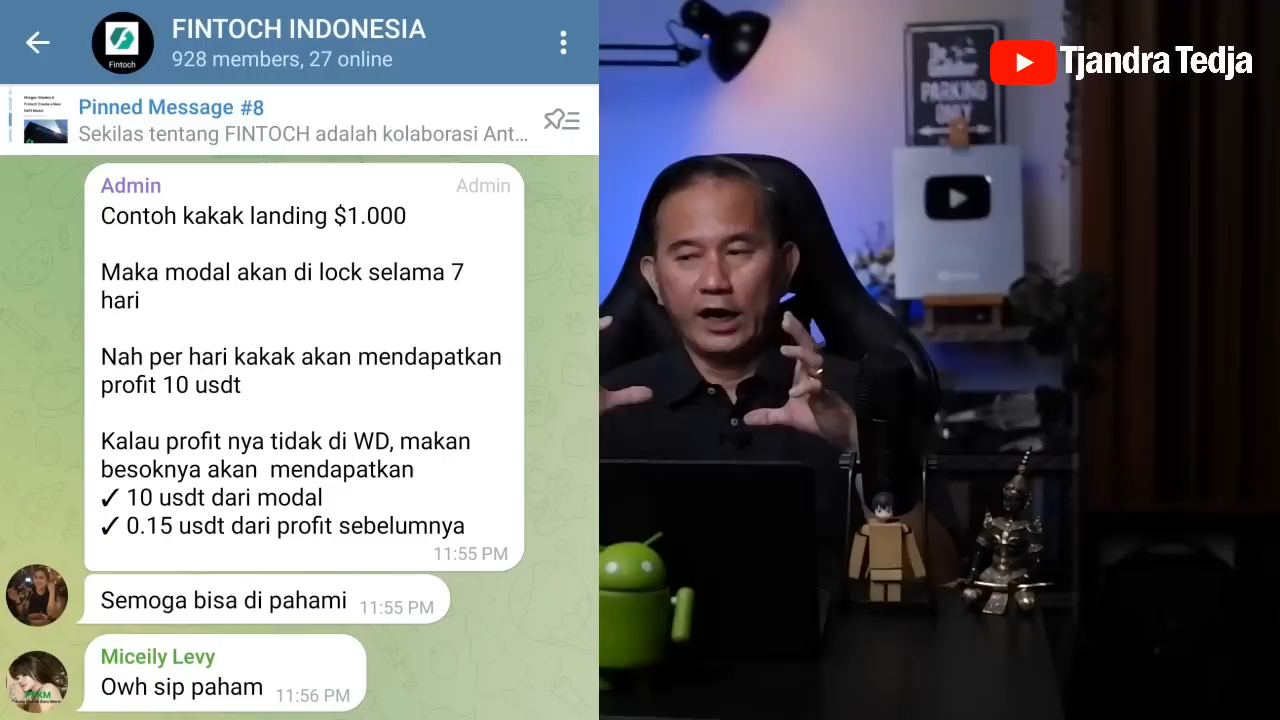 FINTOCH INDONESIA
928 members, 27 online
Fintoch
Pinned Message #8
Sekilas tentang FINTOCH adalah kolaborasi Ant...
Admin Admin
Contoh kakak landing $1.000
Maka modal akan di lock selama 7
hari
Nah per hari kakak akan mendapatkan
profit 10 usdt
Kalau profit nya tidak di WD, makan
besoknya akan mendapatkan
✓ 10 usdt dari modal
✓ 0.15 usdt dari profit sebelumnya
11:55 PM
Semoga bisa di pahami 11:55 PM
Miceily Levy
Owh sip paham 11:56 PM
Tjandra Tedja
PARKING
ONLY